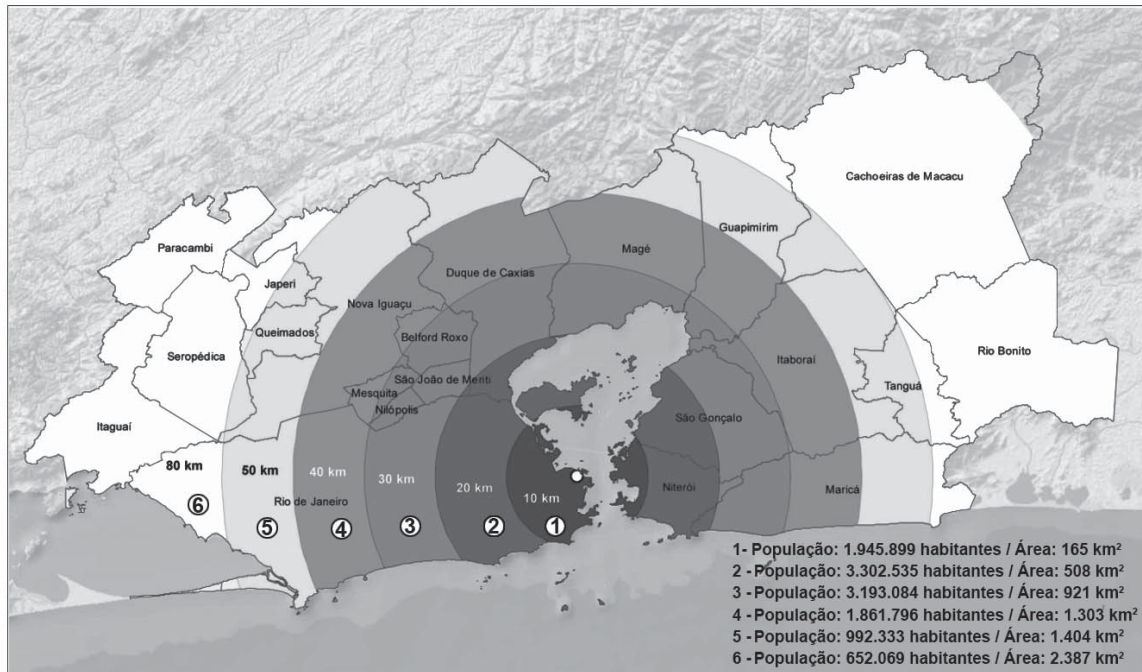 Cachoeiras de Macacu
Guapimirim
Paracambi
Magé
Duque de Caxias
Japeri
Nova Iguaçu
Queimados
Belford Roxo
Rio Bonito
Seropédica
Itaboraí
São João de Meriti
Tanguá
Mesquita
Nilópolis
São Gonçalo
Itaguaí
80 km
50 km
40 km
30 km
20 km
10 km
Niterói
Maricá
Rio de Janeiro
6
5
4
3
2
1
1- População: 1.945.899 habitantes / Área: 165 km²
2 - População: 3.302.535 habitantes / Área: 508 km²
3 - População: 3.193.084 habitantes / Área: 921 km²
4 - População: 1.861.796 habitantes / Área: 1.303 km²
5 - População: 992.333 habitantes / Área: 1.404 km²
6 - População: 652.069 habitantes / Área: 2.387 km²